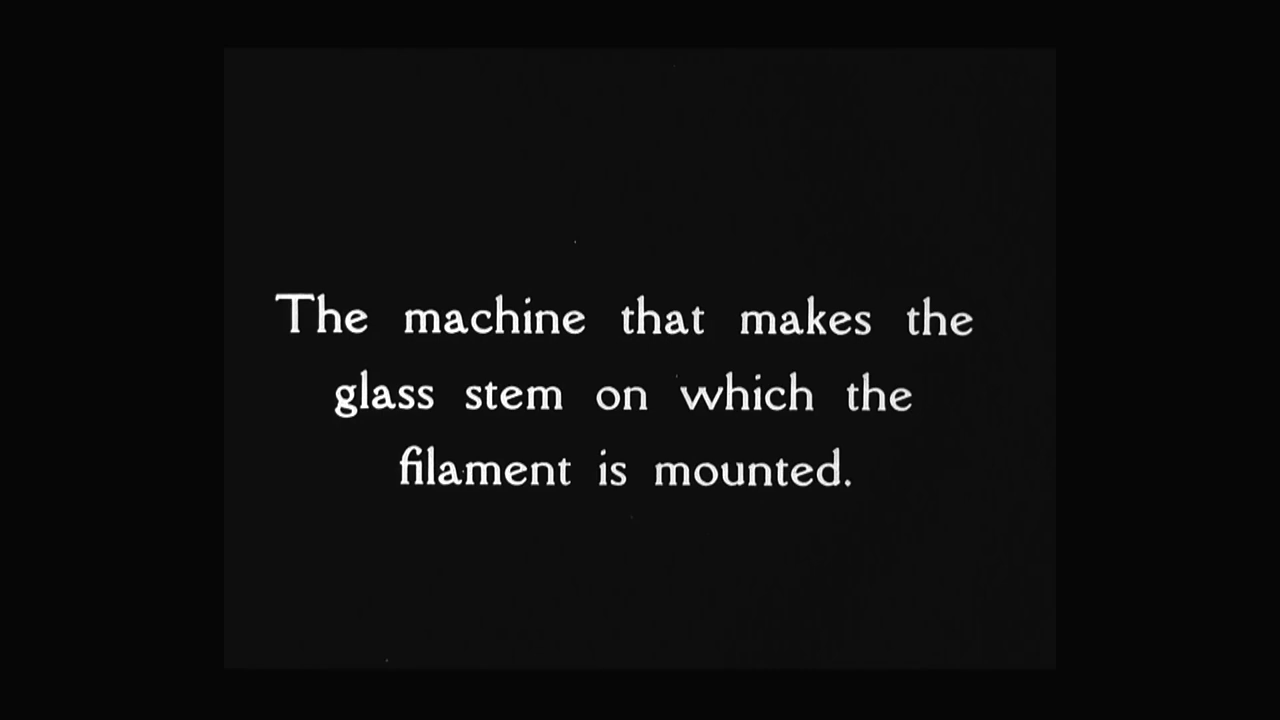 The machine that makes the
glass stem on which the
filament is mounted.